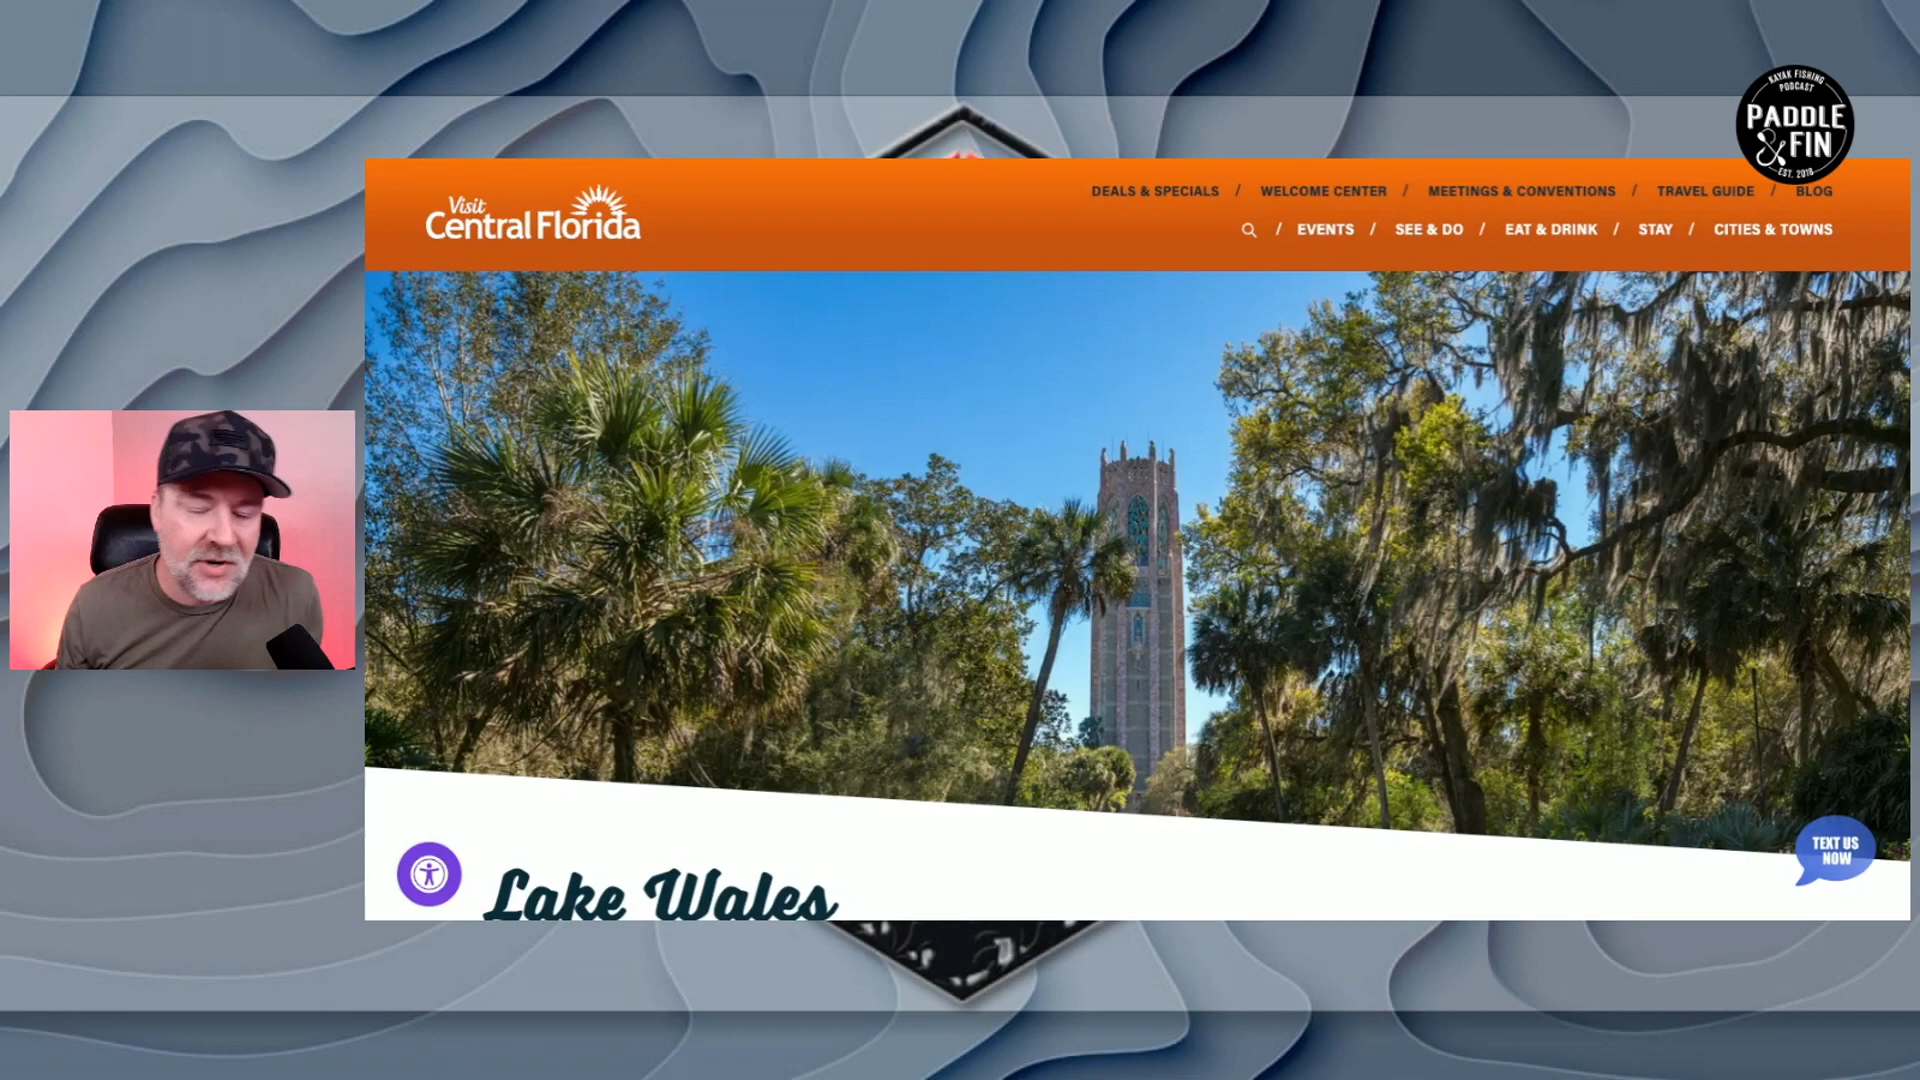 KAYAK FISHING
PODCAST
PADDLE
& FIN
EST. 2018
Visit
Central Florida
DEALS & SPECIALS / WELCOME CENTER / MEETINGS & CONVENTIONS / TRAVEL GUIDE / BLOG
/ EVENTS / SEE & DO / EAT & DRINK / STAY / CITIES & TOWNS
TEXT US
NOW
Lake Wales